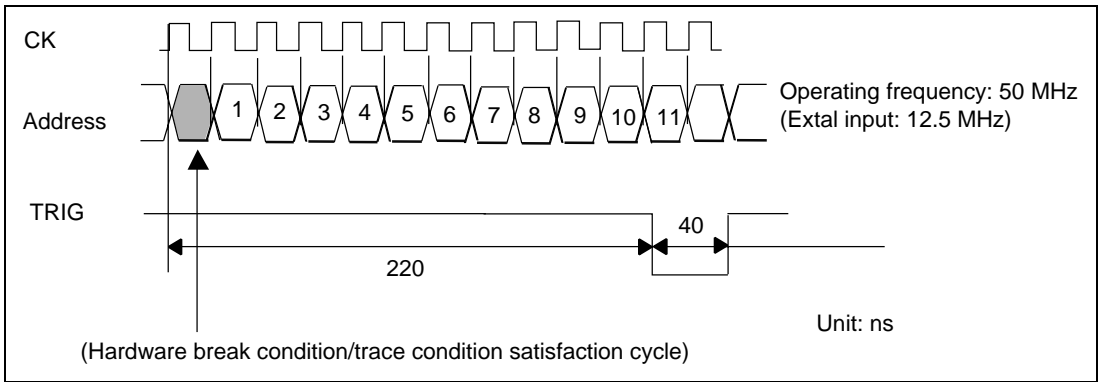 CK
Address
1 2 3 4 5 6 7 8 9 10 11
Operating frequency: 50 MHz
(Extal input: 12.5 MHz)
TRIG
40
220
Unit: ns
(Hardware break condition/trace condition satisfaction cycle)